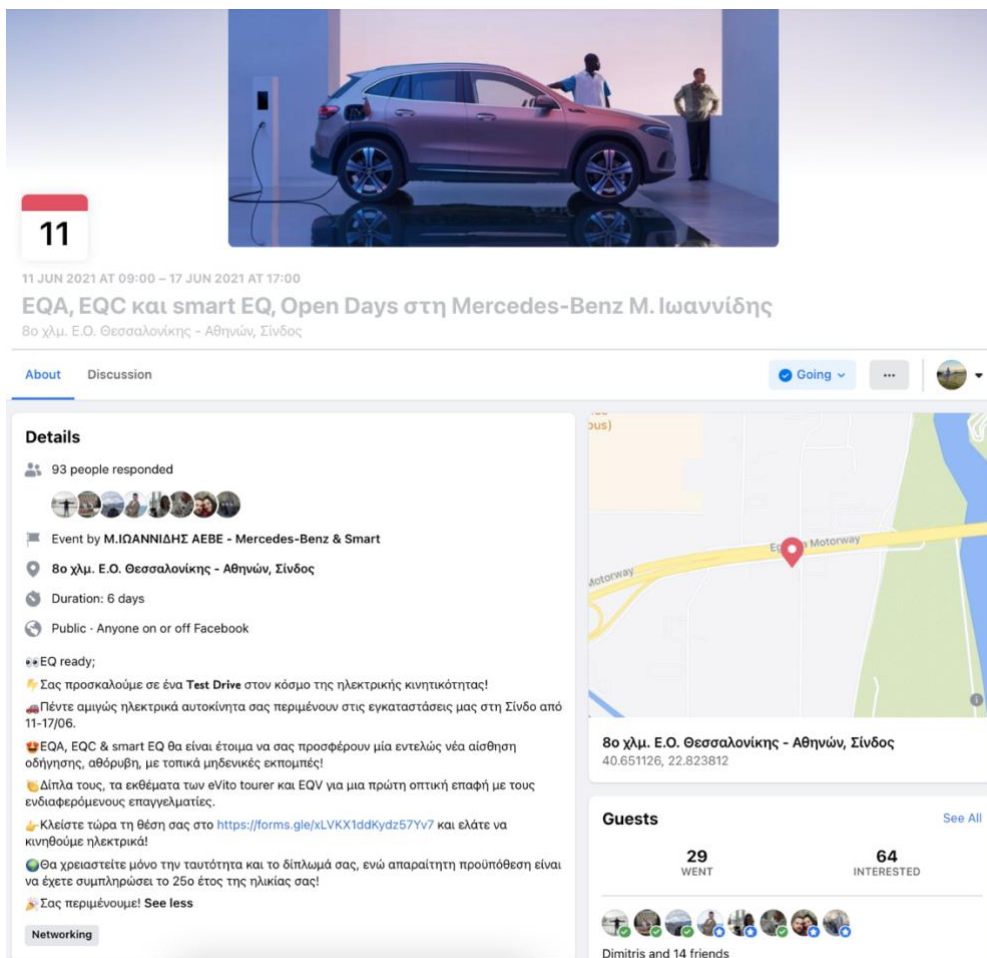 11
11 JUN 2021 AT 09:00 – 17 JUN 2021 AT 17:00
EQA, EQC και smart EQ, Open Days στη Mercedes-Benz Μ. Ιωαννίδης
8ο χλμ. Ε.Ο. Θεσσαλονίκης - Αθηνών, Σίνδος
About
Discussion
Going
Details
93 people responded
Event by Μ.ΙΩΑΝΝΙΔΗΣ ΑΕΒΕ - Mercedes-Benz & Smart
8ο χλμ. Ε.Ο. Θεσσαλονίκης - Αθηνών, Σίνδος
Duration: 6 days
Public · Anyone on or off Facebook
👀EQ ready;
⚡Σας προσκαλούμε σε ένα Test Drive στον κόσμο της ηλεκτρικής κινητικότητας!
🚗Πέντε αμιγώς ηλεκτρικά αυτοκίνητα σας περιμένουν στις εγκαταστάσεις μας στη Σίνδο από
11-17/06.
🤩EQA, EQC & smart EQ θα είναι έτοιμα να σας προσφέρουν μία εντελώς νέα αίσθηση
οδήγησης, αθόρυβη, με τοπικά μηδενικές εκπομπές!
👏Δίπλα τους, τα εκθέματα των eVito tourer και EQV για μια πρώτη οπτική επαφή με τους
ενδιαφερόμενους επαγγελματίες.
👉Κλείστε τώρα τη θέση σας στο https://forms.gle/xLVKX1ddKydz57Yv7 και ελάτε να
κινηθούμε ηλεκτρικά!
🌍Θα χρειαστείτε μόνο την ταυτότητα και το δίπλωμά σας, ενώ απαραίτητη προϋπόθεση είναι
να έχετε συμπληρώσει το 25ο έτος της ηλικίας σας!
🎉Σας περιμένουμε! See less
Networking
Motorway
8ο χλμ. Ε.Ο. Θεσσαλονίκης - Αθηνών, Σίνδος
40.651126, 22.823812
Guests
See All
29
WENT
64
INTERESTED
Dimitris and 14 friends